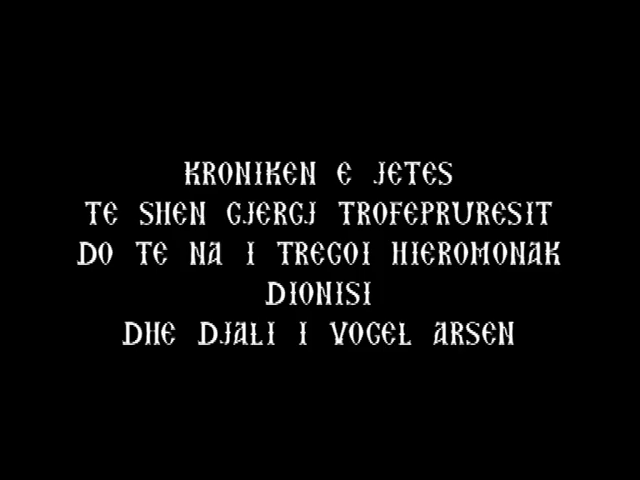 KRONIKEN E JETES
TE SHEN GJERGJ TROFEPRURESIT
DO TE NA I TREGOI HIEROMONAK
DIONISI
DHE DJALI I VOGEL ARSEN